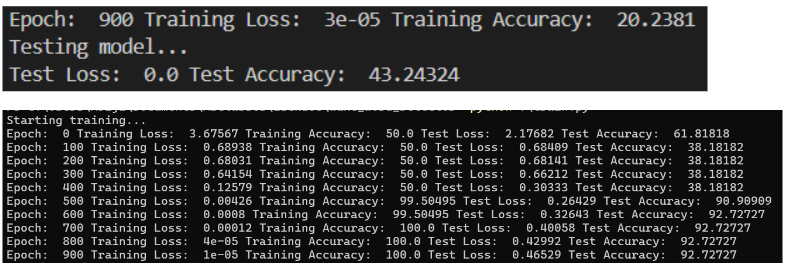 Epoch:  900 Training Loss:  3e-05 Training Accuracy:  20.2381
Testing model...
Test Loss:  0.0 Test Accuracy:  43.24324
Starting training...
Epoch:  0 Training Loss:  3.67567 Training Accuracy:  50.0 Test Loss:  2.17682 Test Accuracy:  61.81818
Epoch:  100 Training Loss:  0.68938 Training Accuracy:  50.0 Test Loss:  0.68409 Test Accuracy:  38.18182
Epoch:  200 Training Loss:  0.68031 Training Accuracy:  50.0 Test Loss:  0.68141 Test Accuracy:  38.18182
Epoch:  300 Training Loss:  0.64154 Training Accuracy:  50.0 Test Loss:  0.66212 Test Accuracy:  38.18182
Epoch:  400 Training Loss:  0.12579 Training Accuracy:  50.0 Test Loss:  0.30333 Test Accuracy:  38.18182
Epoch:  500 Training Loss:  0.00426 Training Accuracy:  99.50495 Test Loss:  0.26429 Test Accuracy:  90.90909
Epoch:  600 Training Loss:  0.0008 Training Accuracy:  99.50495 Test Loss:  0.32643 Test Accuracy:  92.72727
Epoch:  700 Training Loss:  0.00012 Training Accuracy:  100.0 Test Loss:  0.40058 Test Accuracy:  92.72727
Epoch:  800 Training Loss:  4e-05 Training Accuracy:  100.0 Test Loss:  0.42992 Test Accuracy:  92.72727
Epoch:  900 Training Loss:  1e-05 Training Accuracy:  100.0 Test Loss:  0.46529 Test Accuracy:  92.72727